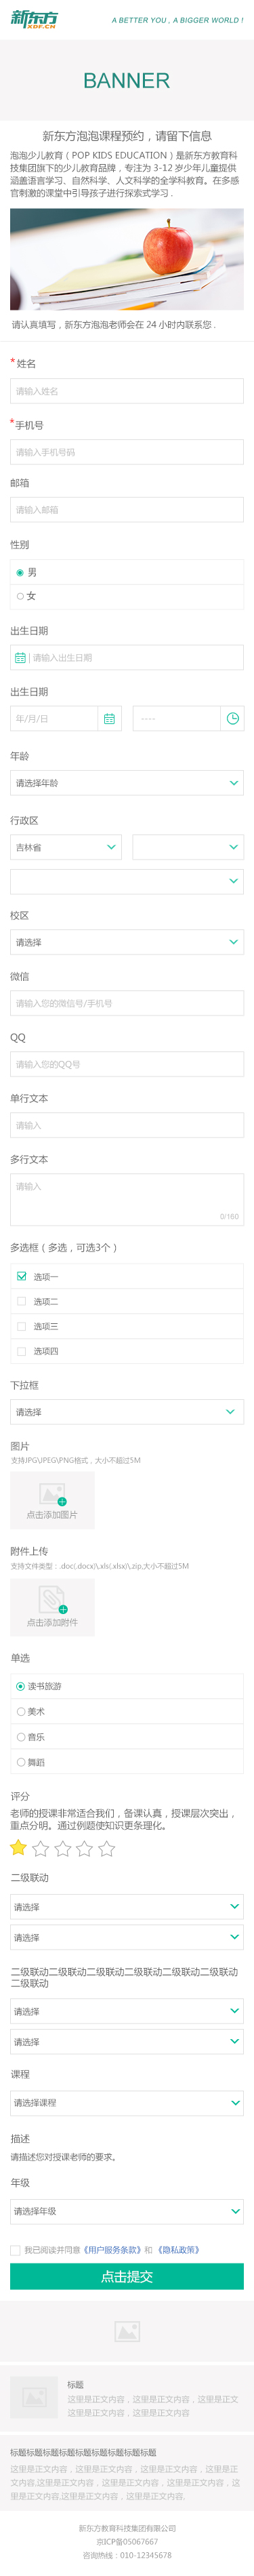 新东方
XDF.CN
A BETTER YOU , A BIGGER WORLD !
BANNER
新东方泡泡课程预约，请留下信息
泡泡少儿教育（POP KIDS EDUCATION）是新东方教育科
技集团旗下的少儿教育品牌，专注为 3-12 岁少年儿童提供
涵盖语言学习、自然科学、人文科学的全学科教育。在多感
官刺激的课堂中引导孩子进行探索式学习 .
请认真填写，新东方泡泡老师会在 24 小时内联系您 .
* 姓名
请输入姓名
* 手机号
请输入手机号码
邮箱
请输入邮箱
性别
男
女
出生日期
请输入出生日期
出生日期
年/月/日
----
年龄
请选择年龄
行政区
吉林省
校区
请选择
微信
请输入您的微信号/手机号
QQ
请输入您的QQ号
单行文本
请输入
多行文本
请输入
0/160
多选框（多选，可选3个）
选项一
选项二
选项三
选项四
下拉框
请选择
图片
支持JPG\JPEG\PNG格式，大小不超过5M
点击添加图片
附件上传
支持文件类型：.doc(.docx)\.xls(.xlsx)\.zip,大小不超过5M
点击添加附件
单选
读书旅游
美术
音乐
舞蹈
评分
老师的授课非常适合我们，备课认真，授课层次突出，
重点分明。通过例题使知识更条理化。
二级联动
请选择
请选择
二级联动二级联动二级联动二级联动二级联动二级联动
二级联动
请选择
请选择
课程
请选择课程
描述
请描述您对授课老师的要求。
年级
请选择年级
我已阅读并同意《用户服务条款》和 《隐私政策》
点击提交
标题
这里是正文内容，这里是正文内容，这里是正文
这里是正文内容，这里是正文内容
标题标题标题标题标题标题标题标题标题
这里是正文内容，这里是正文内容，这里是正文内容，这里是正
文内容,这里是正文内容，这里是正文内容，这里是正文内容，这
里是正文内容,这里是正文内容，这里是正文内容.
新东方教育科技集团有限公司
京ICP备05067667
咨询热线：010-12345678